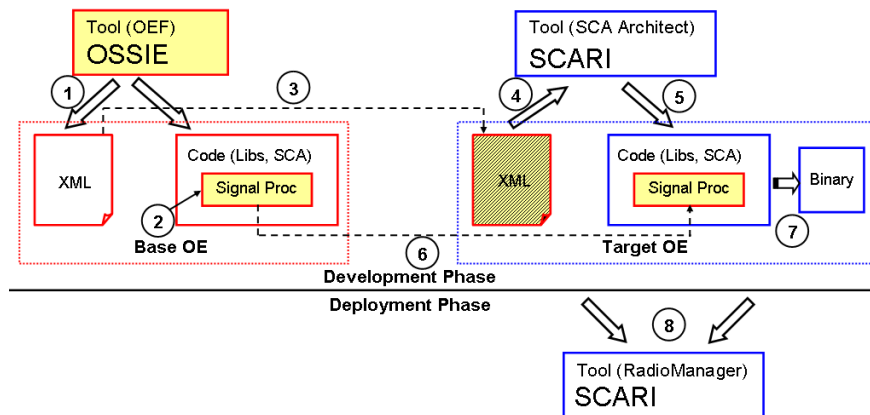 Tool (OEF)
OSSIE
Tool (SCA Architect)
SCARI
1
3
4
5
XML
Code (Libs, SCA)
Signal Proc
2
Base OE
XML
Code (Libs, SCA)
Signal Proc
Binary
7
6
Target OE
Development Phase
Deployment Phase
8
Tool (RadioManager)
SCARI